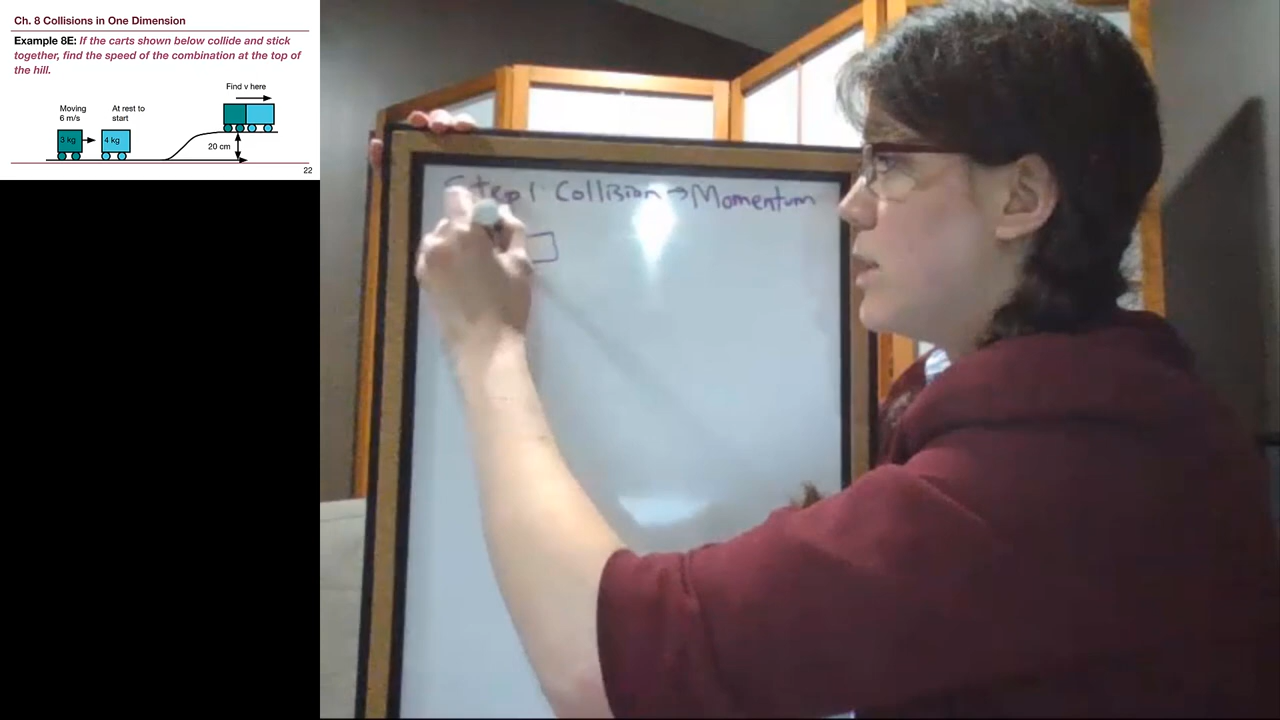 Ch. 8 Collisions in One Dimension
Example 8E: If the carts shown below collide and stick
together, find the speed of the combination at the top of
the hill.
Find v here
Moving
6 m/s
At rest to
start
3 kg
4 kg
20 cm
22
Step 1 Collision → Momentum